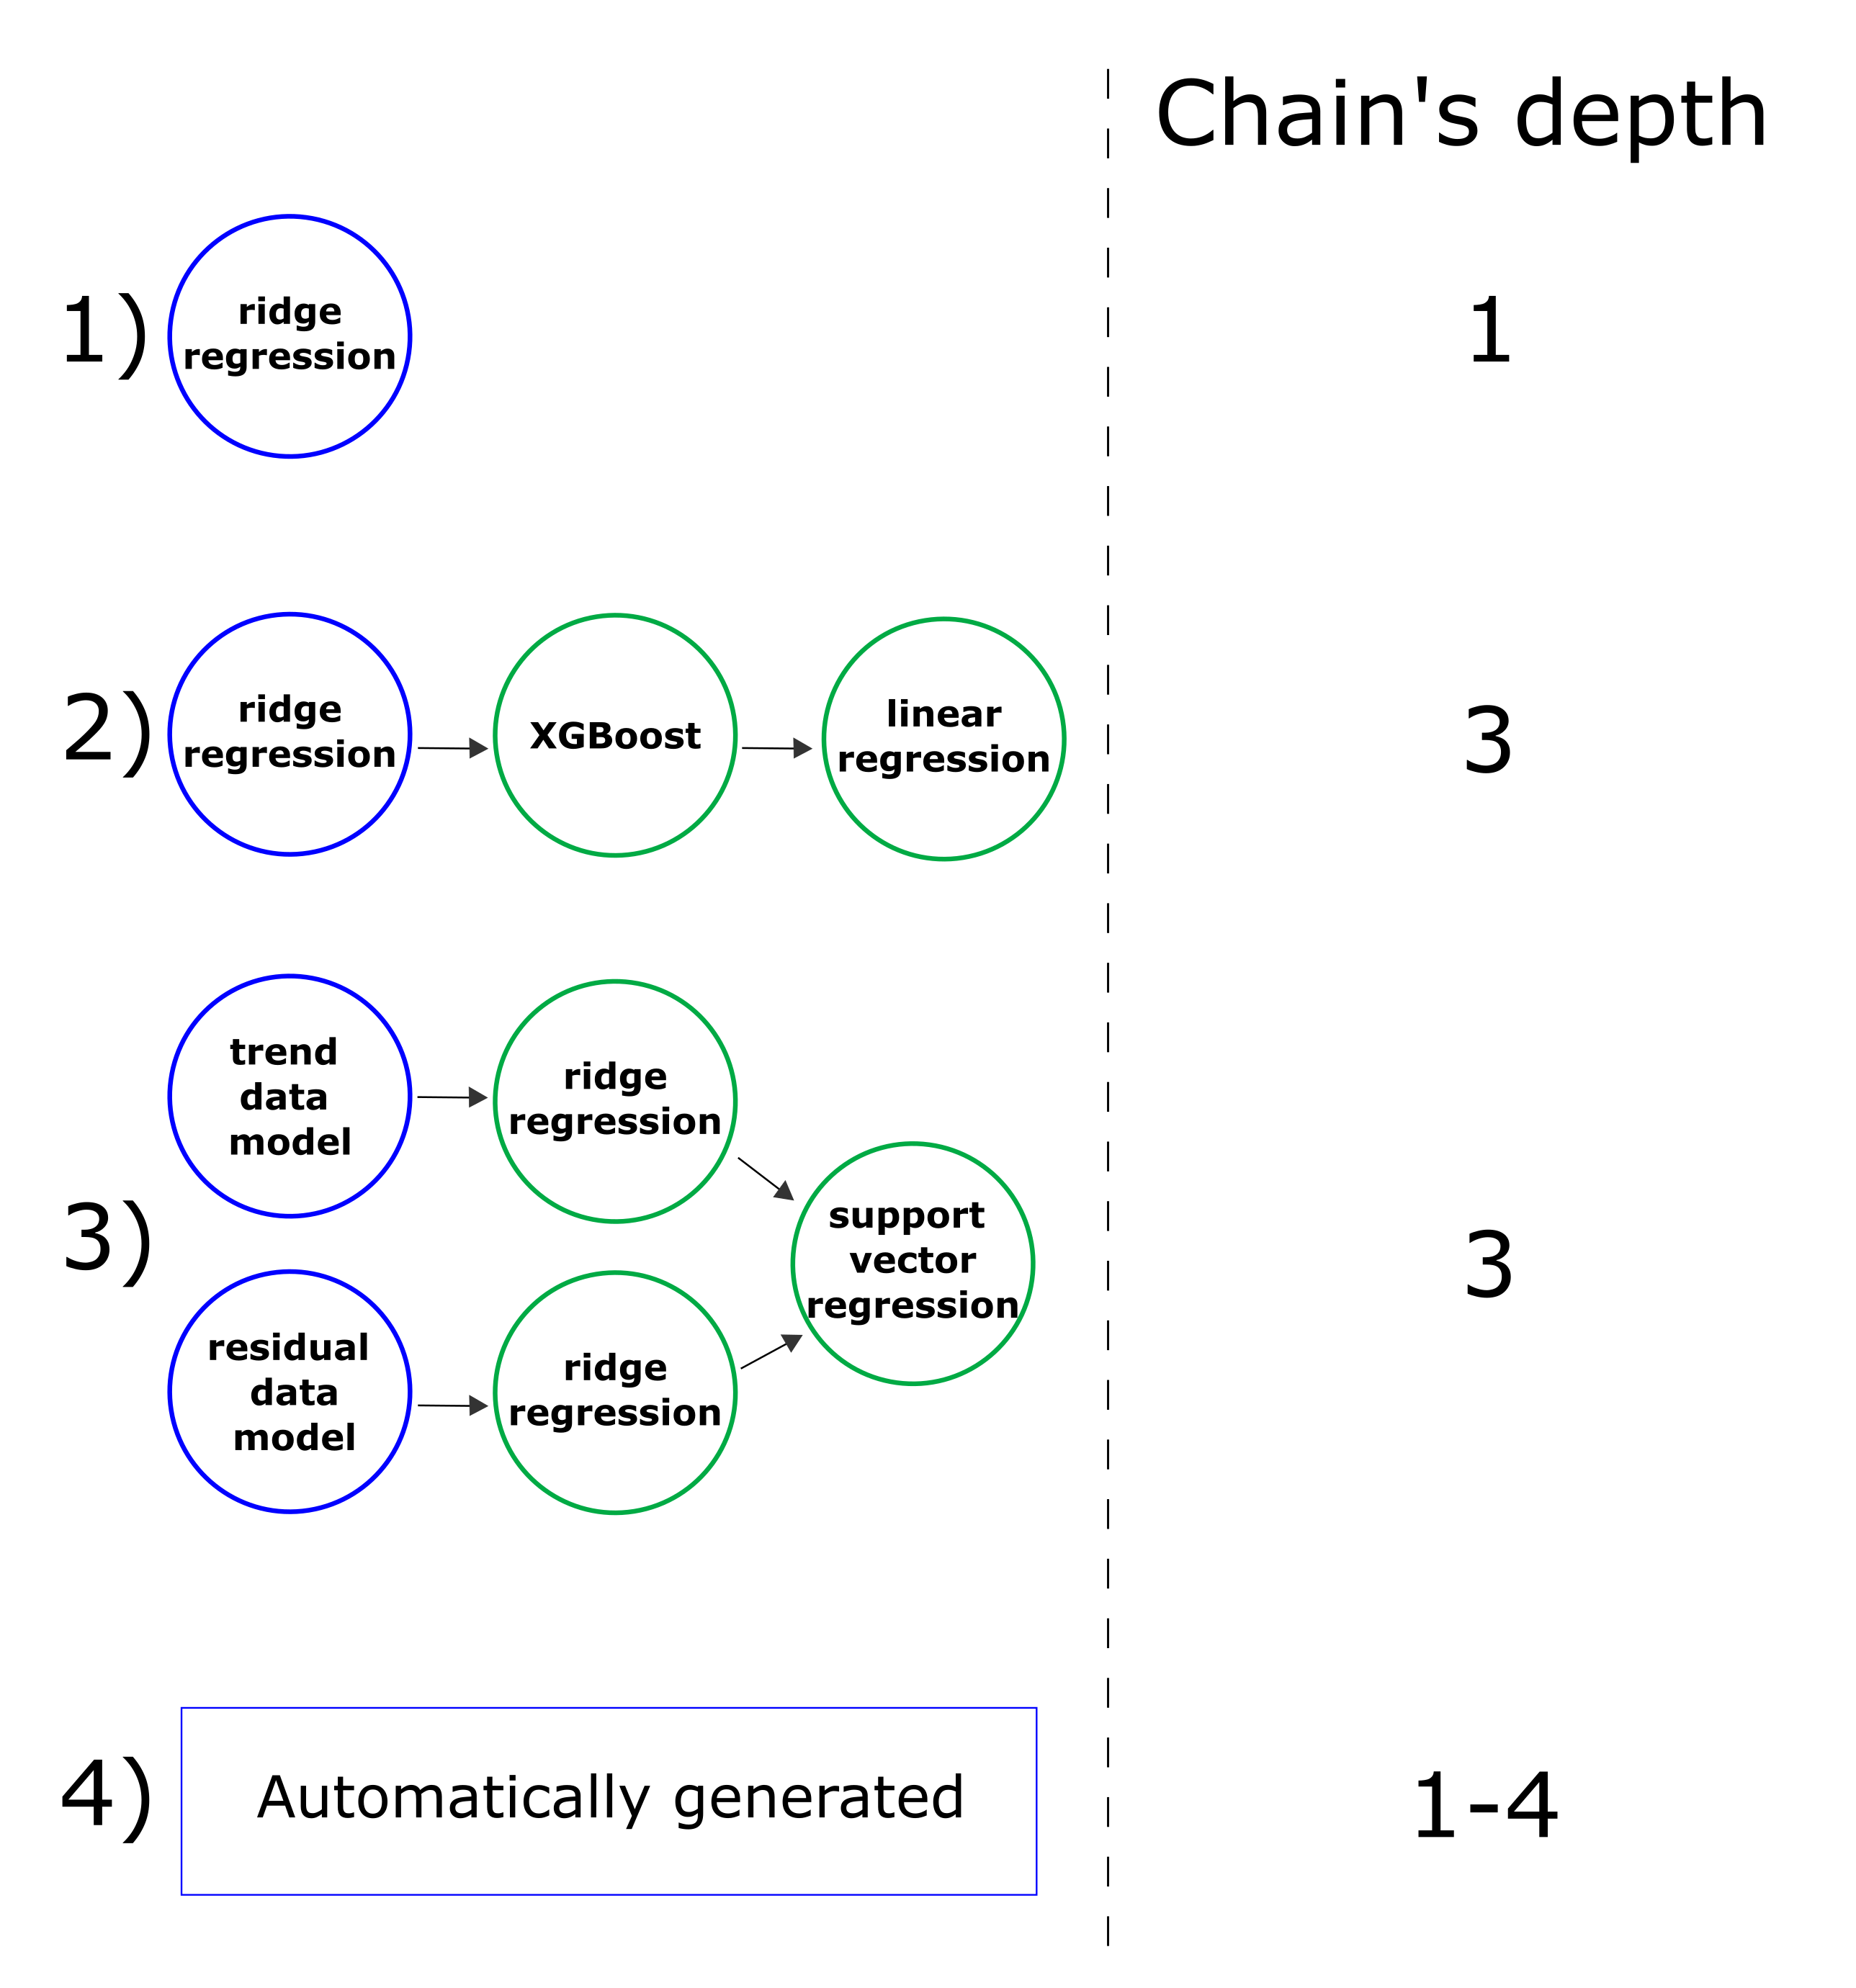 Chain's depth
1)
ridge
regression
1
2)
ridge
regression
XGBoost
linear
regression
3
3)
trend
data
model
ridge
regression
residual
data
model
ridge
regression
support
vector
regression
3
4)
Automatically generated
1-4